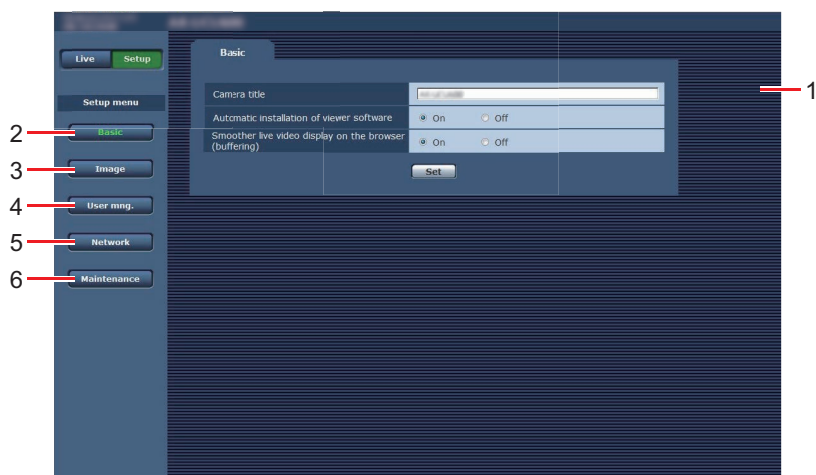 Live
Setup
Setup menu
Basic
Image
User mng.
Network
Maintenance
Basic
Camera title
Automatic installation of viewer software
On
Off
Smoother live video display on the browser
(buffering)
On
Off
Set
1
2
3
4
5
6